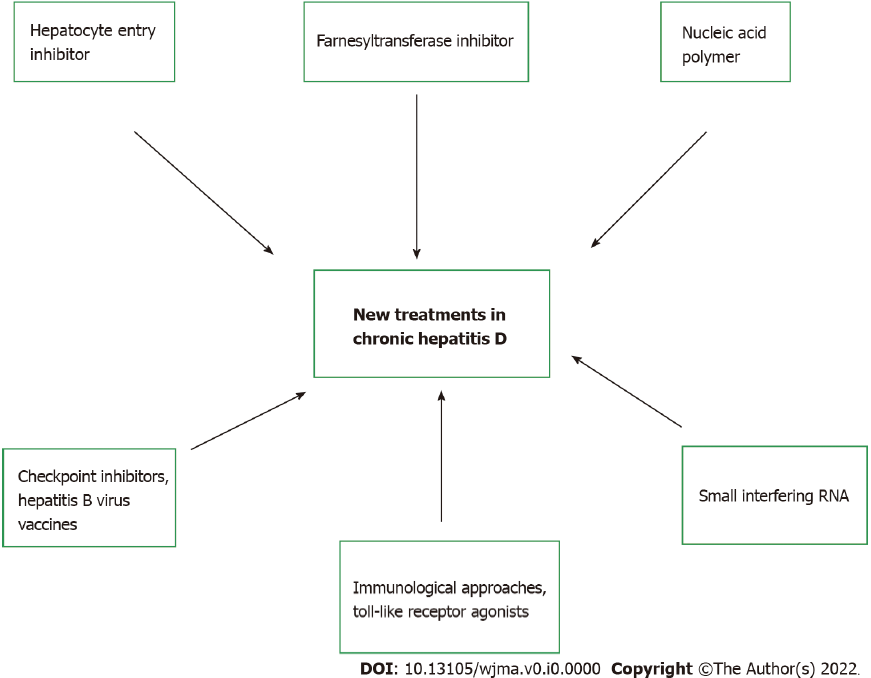 Hepatocyte entry
inhibitor
Farnesyltransferase inhibitor
Nucleic acid
polymer
New treatments in
chronic hepatitis D
Checkpoint inhibitors,
hepatitis B virus
vaccines
Immunological approaches,
toll-like receptor agonists
Small interfering RNA
DOI: 10.13105/wjma.v0.i0.0000 Copyright ©The Author(s) 2022.